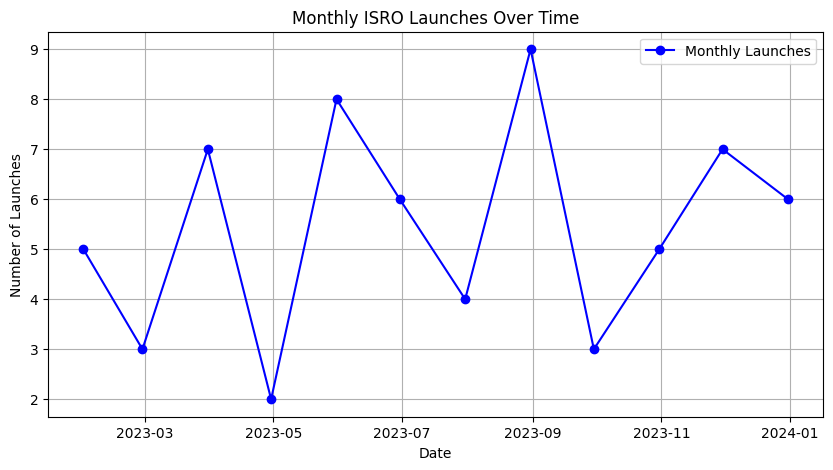 Monthly ISRO Launches Over Time
Monthly Launches
Number of Launches
9
8
7
6
5
4
3
2
2023-03 2023-05 2023-07 2023-09 2023-11 2024-01
Date